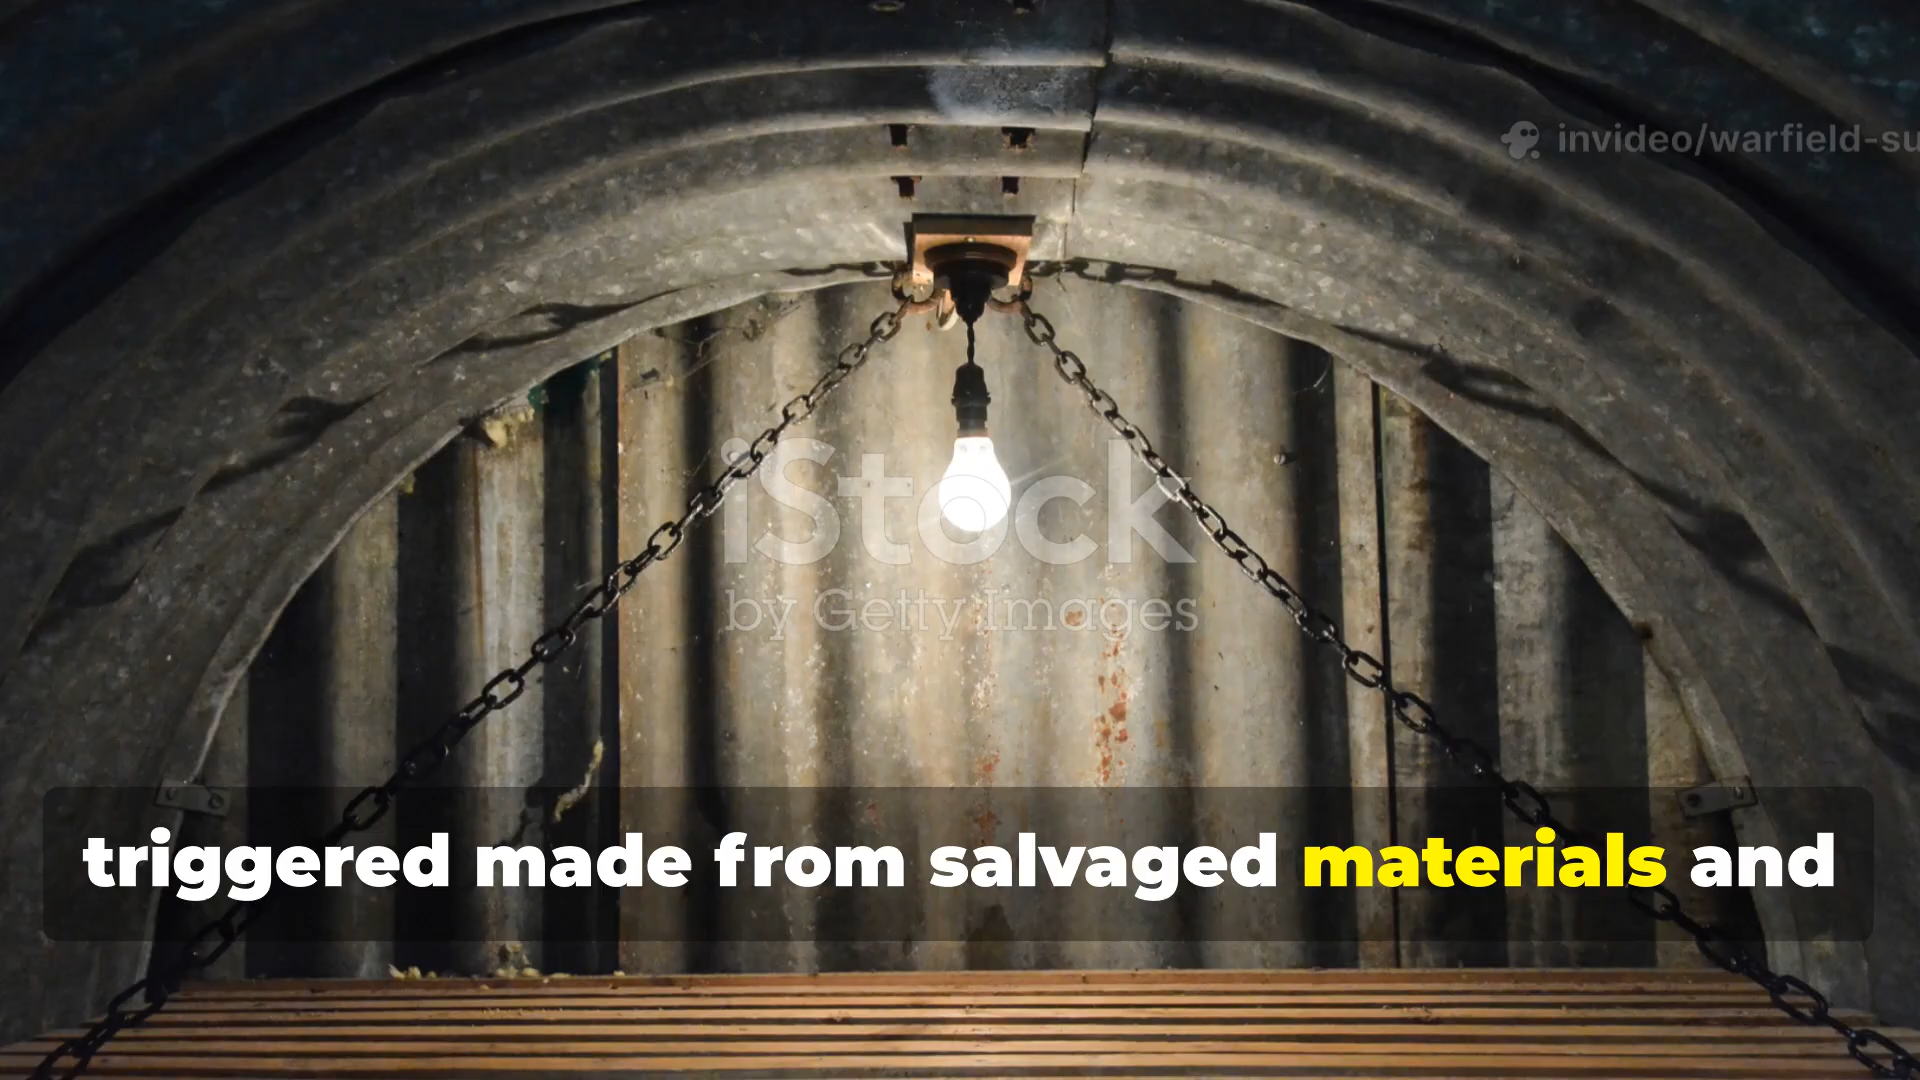 invideo/warfield-su
iStock
by Getty Images
triggered made from salvaged materials and